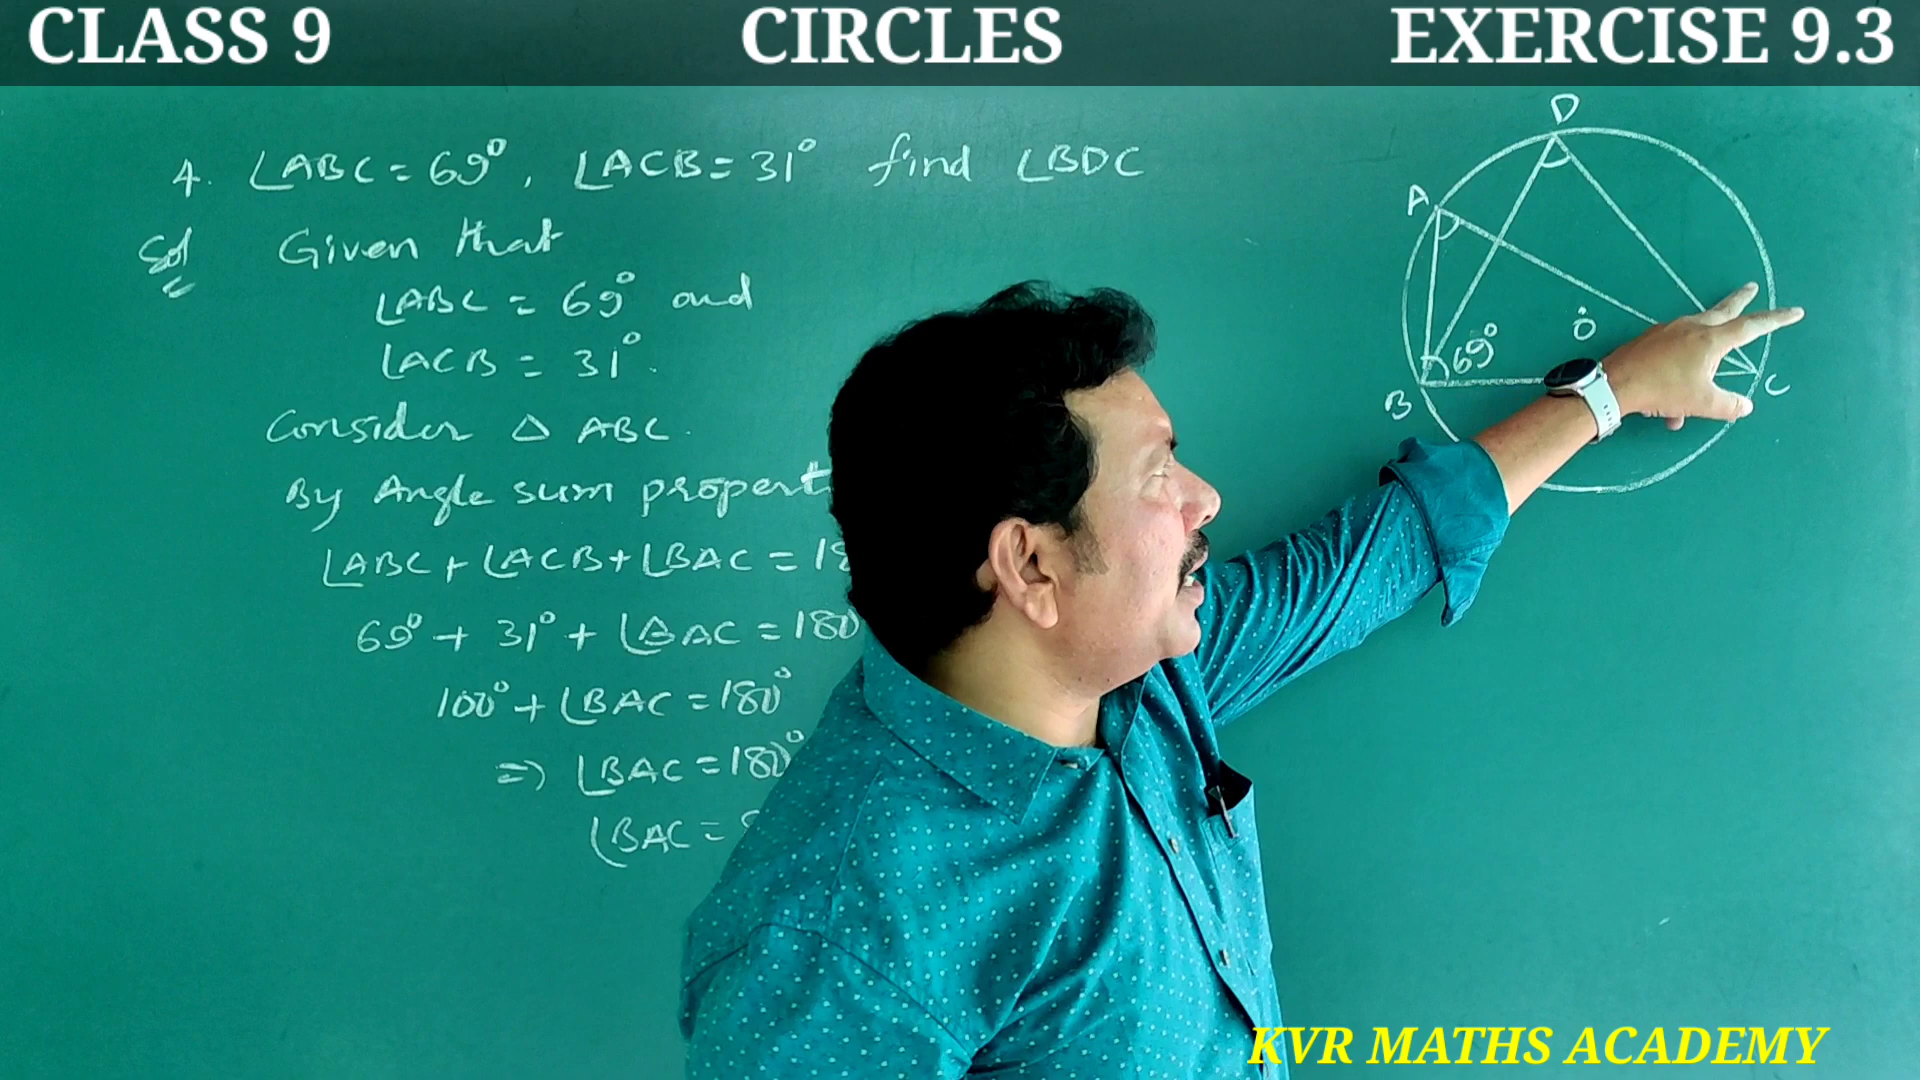 CLASS 9 CIRCLES EXERCISE 9.3
4. ∠ABC = 69°, ∠ACB = 31° find ∠BDC
Sol Given that
∠ABC = 69° and
∠ACB = 31°.
Consider △ ABC.
By Angle sum propert
∠ABC + ∠ACB + ∠BAC = 18
69° + 31° + ∠BAC = 180
100° + ∠BAC = 180°
=> ∠BAC = 180°
∠BAC =
D
A
O
69°
B
C
KVR MATHS ACADEMY